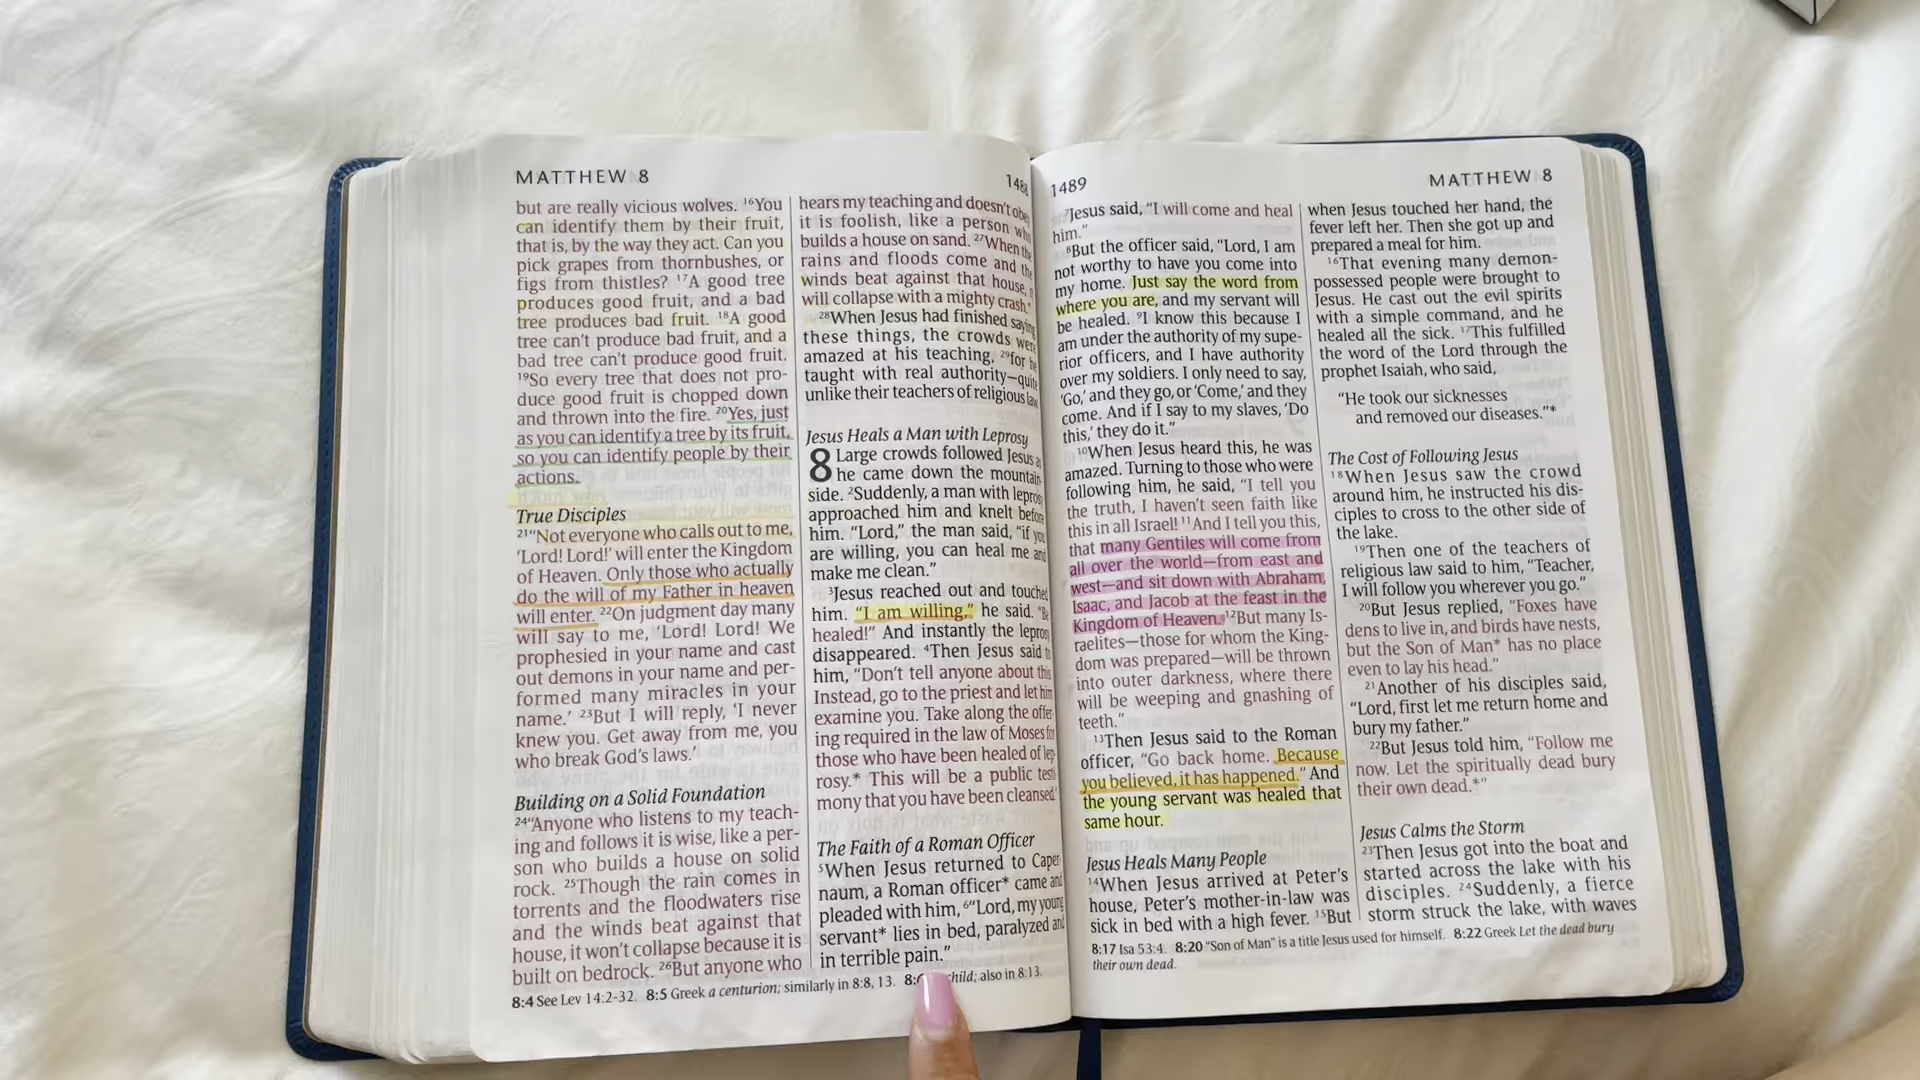 MATTHEW 8
1488
but are really vicious wolves. 16You
can identify them by their fruit,
that is, by the way they act. Can you
pick grapes from thornbushes, or
figs from thistles? 17A good tree
produces good fruit, and a bad
tree produces bad fruit. 18A good
tree can't produce bad fruit, and a
bad tree can't produce good fruit.
19So every tree that does not pro-
duce good fruit is chopped down
and thrown into the fire. 20Yes, just
as you can identify a tree by its fruit,
so you can identify people by their
actions.
True Disciples
21“Not everyone who calls out to me,
‘Lord! Lord!’ will enter the Kingdom
of Heaven. Only those who actually
do the will of my Father in heaven
will enter. 22On judgment day many
will say to me, ‘Lord! Lord! We
prophesied in your name and cast
out demons in your name and per-
formed many miracles in your
name.’ 23But I will reply, ‘I never
knew you. Get away from me, you
who break God's laws.’
Building on a Solid Foundation
24“Anyone who listens to my teach-
ing and follows it is wise, like a per-
son who builds a house on solid
rock. 25Though the rain comes in
torrents and the floodwaters rise
and the winds beat against that
house, it won't collapse because it is
built on bedrock. 26But anyone who
hears my teaching and doesn't obey
it is foolish, like a person who
builds a house on sand. 27When the
rains and floods come and the
winds beat against that house, it
will collapse with a mighty crash.”
28When Jesus had finished saying
these things, the crowds were
amazed at his teaching, 29for he
taught with real authority—quite
unlike their teachers of religious law.
Jesus Heals a Man with Leprosy
8 Large crowds followed Jesus as
he came down the mountain-
side. 2Suddenly, a man with leprosy
approached him and knelt before
him. “Lord,” the man said, “if you
are willing, you can heal me and
make me clean.”
3Jesus reached out and touched
him. “I am willing,” he said. “Be
healed!” And instantly the leprosy
disappeared. 4Then Jesus said to
him, “Don't tell anyone about this.
Instead, go to the priest and let him
examine you. Take along the offer-
ing required in the law of Moses for
those who have been healed of lep-
rosy.* This will be a public testi-
mony that you have been cleansed.”
The Faith of a Roman Officer
5When Jesus returned to Caper-
naum, a Roman officer* came and
pleaded with him, 6“Lord, my young
servant* lies in bed, paralyzed and
in terrible pain.”
8:4 See Lev 14:2-32. 8:5 Greek a centurion; similarly in 8:8, 13. child; also in 8:13.
1489
MATTHEW 8
7Jesus said, “I will come and heal
him.”
8But the officer said, “Lord, I am
not worthy to have you come into
my home. Just say the word from
where you are, and my servant will
be healed. 9I know this because I
am under the authority of my supe-
rior officers, and I have authority
over my soldiers. I only need to say,
‘Go,’ and they go, or ‘Come,’ and they
come. And if I say to my slaves, ‘Do
this,’ they do it.”
10When Jesus heard this, he was
amazed. Turning to those who were
following him, he said, “I tell you
the truth, I haven't seen faith like
this in all Israel! 11And I tell you this,
that many Gentiles will come from
all over the world—from east and
west—and sit down with Abraham,
Isaac, and Jacob at the feast in the
Kingdom of Heaven. 12But many Is-
raelites—those for whom the King-
dom was prepared—will be thrown
into outer darkness, where there
will be weeping and gnashing of
teeth.”
13Then Jesus said to the Roman
officer, “Go back home. Because
you believed, it has happened.” And
the young servant was healed that
same hour.
Jesus Heals Many People
14When Jesus arrived at Peter's
house, Peter's mother-in-law was
sick in bed with a high fever. 15But
when Jesus touched her hand, the
fever left her. Then she got up and
prepared a meal for him.
16That evening many demon-
possessed people were brought to
Jesus. He cast out the evil spirits
with a simple command, and he
healed all the sick. 17This fulfilled
the word of the Lord through the
prophet Isaiah, who said,
“He took our sicknesses
and removed our diseases.”*
The Cost of Following Jesus
18When Jesus saw the crowd
around him, he instructed his dis-
ciples to cross to the other side of
the lake.
19Then one of the teachers of
religious law said to him, “Teacher,
I will follow you wherever you go.”
20But Jesus replied, “Foxes have
dens to live in, and birds have nests,
but the Son of Man* has no place
even to lay his head.”
21Another of his disciples said,
“Lord, first let me return home and
bury my father.”
22But Jesus told him, “Follow me
now. Let the spiritually dead bury
their own dead.*”
Jesus Calms the Storm
23Then Jesus got into the boat and
started across the lake with his
disciples. 24Suddenly, a fierce
storm struck the lake, with waves
8:17 Isa 53:4. 8:20 “Son of Man” is a title Jesus used for himself. 8:22 Greek Let the dead bury
their own dead.